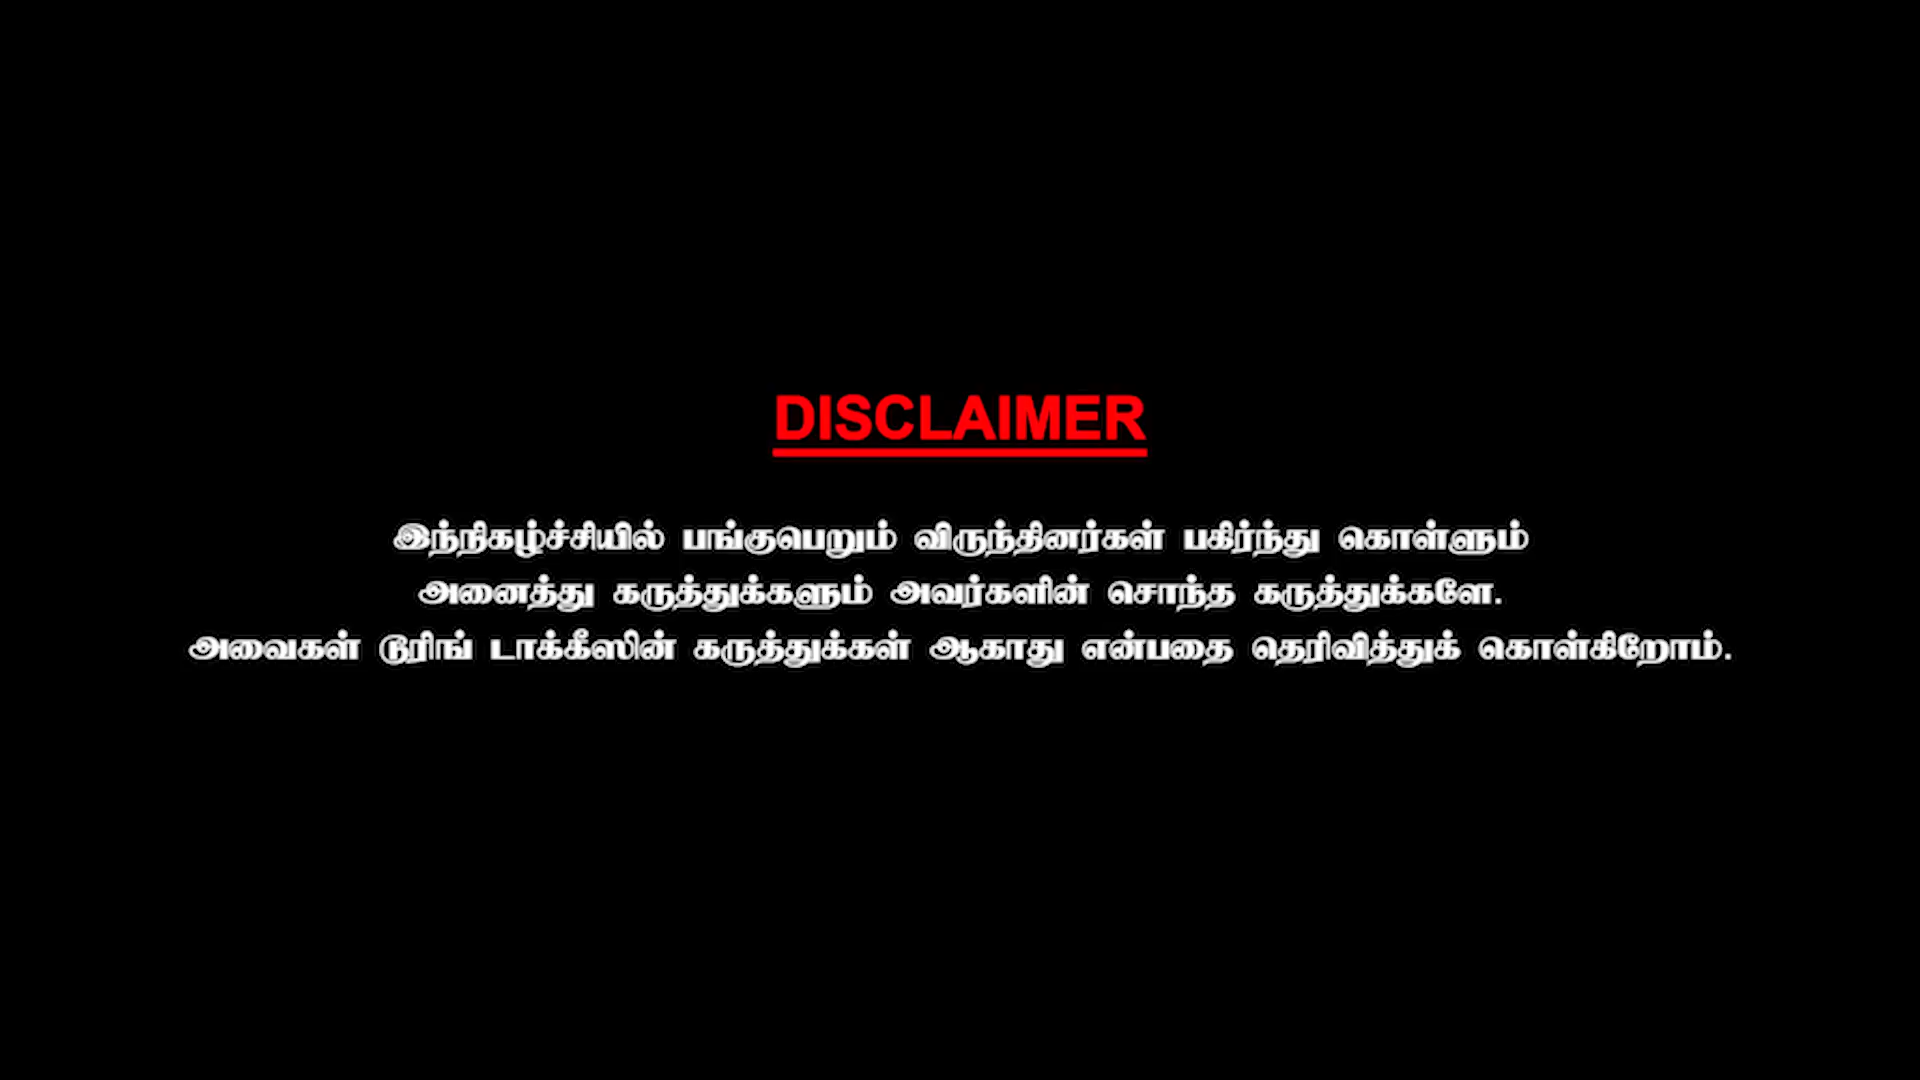 DISCLAIMER
இந்நிகழ்ச்சியில் பங்குபெறும் விருந்தினர்கள் பகிர்ந்து கொள்ளும்
அனைத்து கருத்துக்களும் அவர்களின் சொந்த கருத்துக்களே.
அவைகள் டூரிங் டாக்கீஸின் கருத்துக்கள் ஆகாது என்பதை தெரிவித்துக் கொள்கிறோம்.